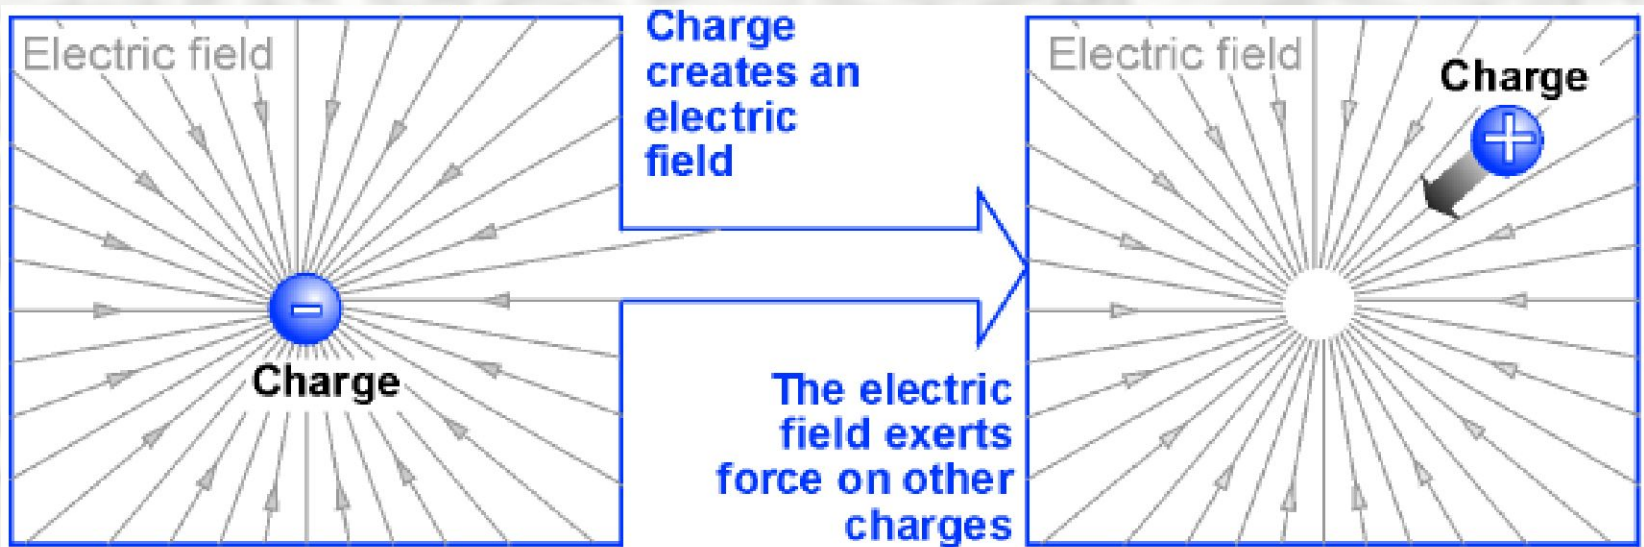 Electric field
Charge
Charge
creates an
electric
field
The electric
field exerts
force on other
charges
Electric field
Charge